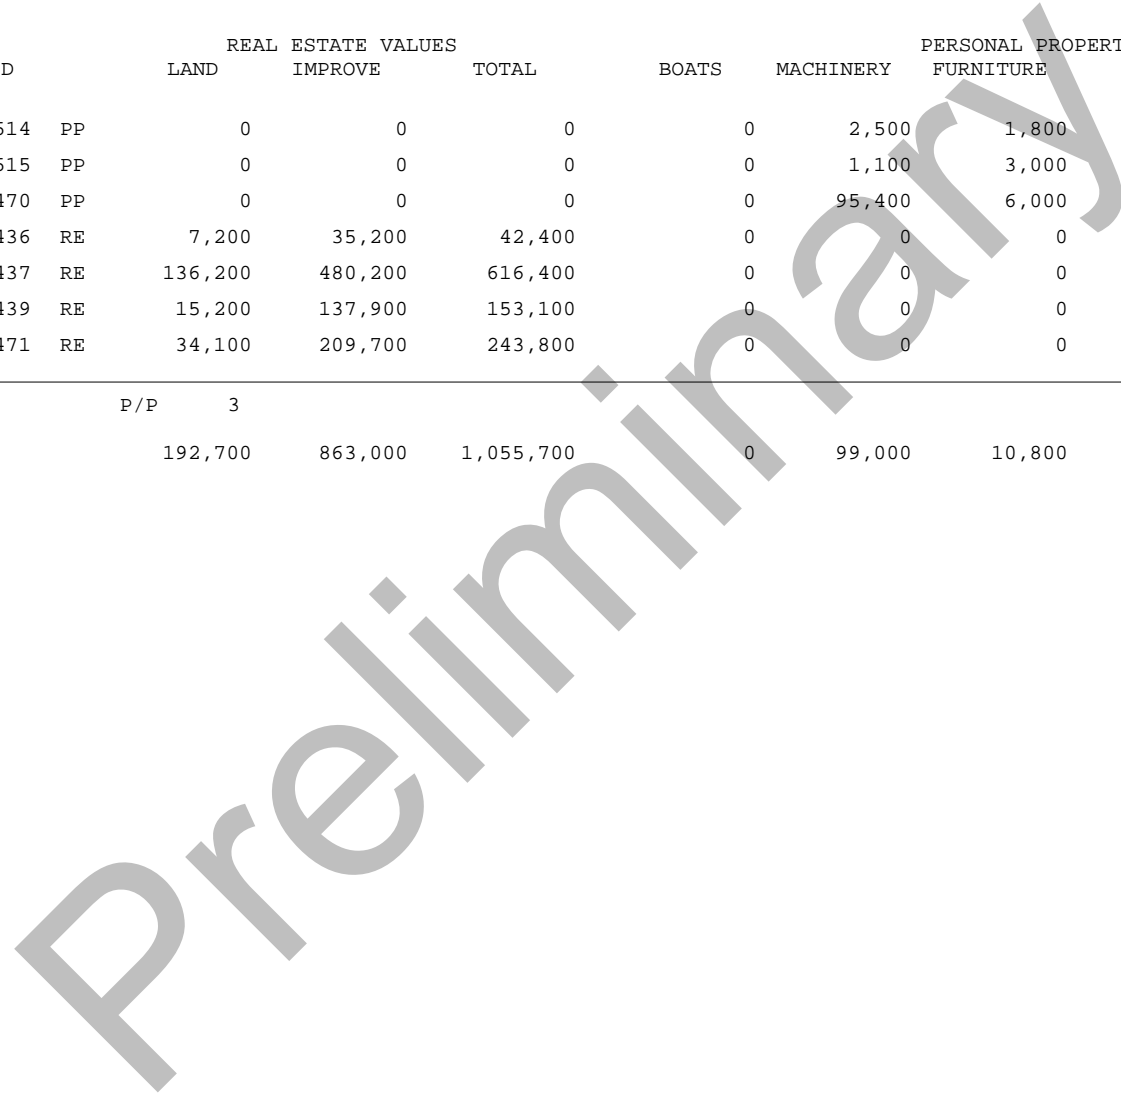 REAL ESTATE VALUES PERSONAL PROPERT
D LAND IMPROVE TOTAL BOATS MACHINERY FURNITURE
514 PP 0 0 0 0 2,500 1,800
515 PP 0 0 0 0 1,100 3,000
470 PP 0 0 0 0 95,400 6,000
436 RE 7,200 35,200 42,400 0 0 0
437 RE 136,200 480,200 616,400 0 0 0
439 RE 15,200 137,900 153,100 0 0 0
471 RE 34,100 209,700 243,800 0 0 0
P/P 3
192,700 863,000 1,055,700 0 99,000 10,800
Preliminary